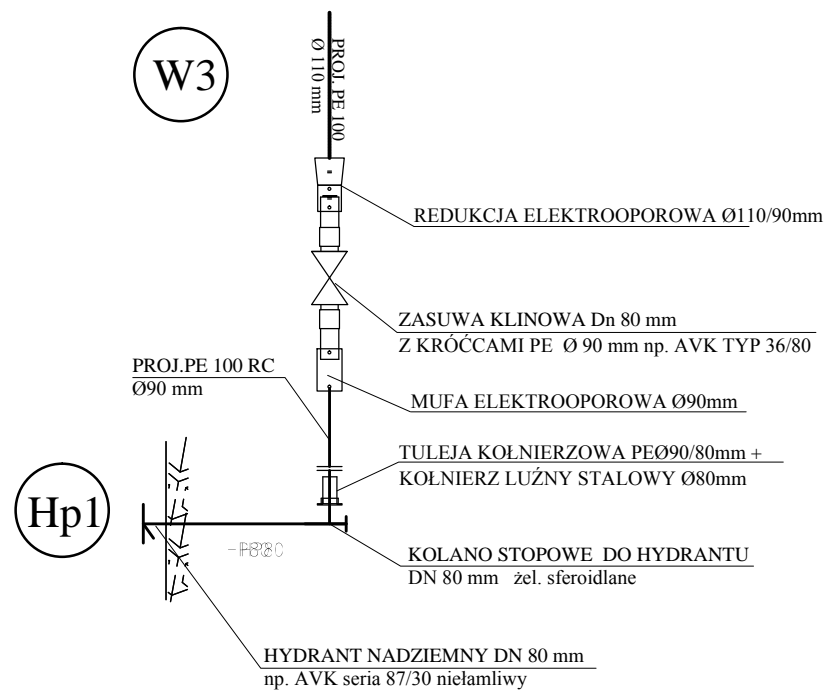 W3
PROJ. PE 100
Ø 110 mm
REDUKCJA ELEKTROOPOROWA Ø110/90mm
ZASUWA KLINOWA Dn 80 mm
Z KRÓĆCAMI PE Ø 90 mm np. AVK TYP 36/80
PROJ.PE 100 RC
Ø90 mm
MUFA ELEKTROOPOROWA Ø90mm
TULEJA KOŁNIERZOWA PEØ90/80mm +
KOŁNIERZ LUŹNY STALOWY Ø80mm
Hp1
KOLANO STOPOWE DO HYDRANTU
DN 80 mm żel. sferoidlane
HYDRANT NADZIEMNY DN 80 mm
np. AVK seria 87/30 niełamliwy